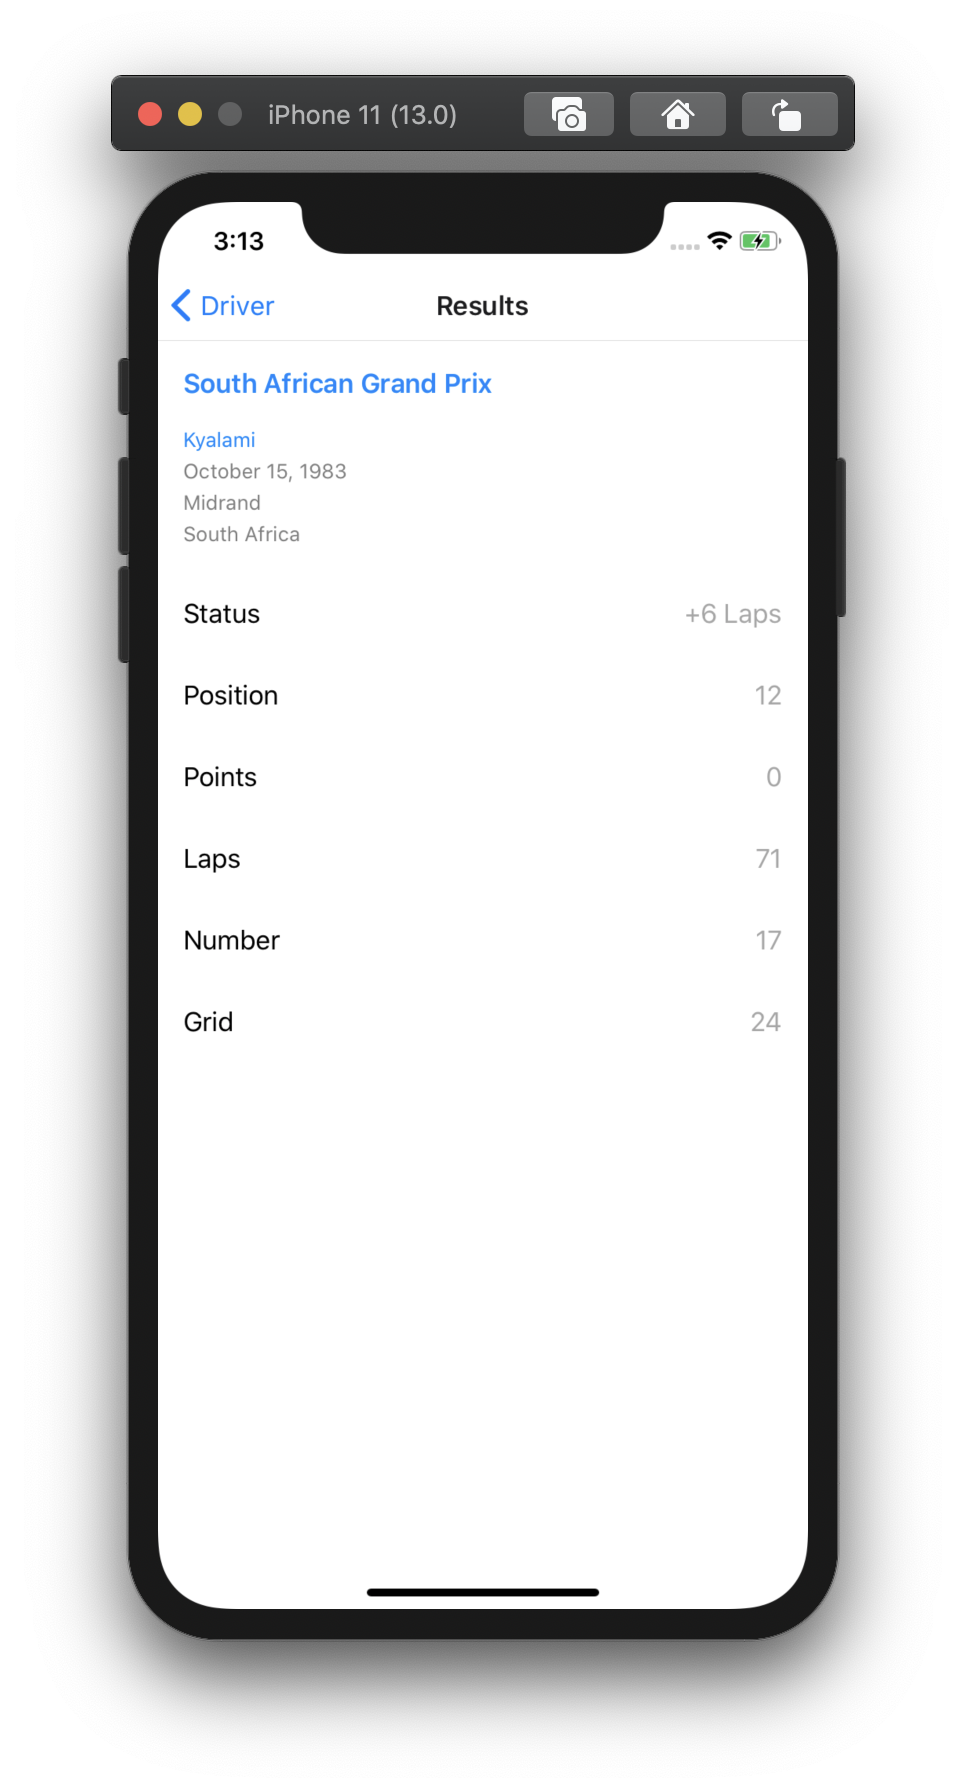 iPhone 11 (13.0)
3:13
Driver
Results
South African Grand Prix
Kyalami
October 15, 1983
Midrand
South Africa
Status +6 Laps
Position 12
Points 0
Laps 71
Number 17
Grid 24